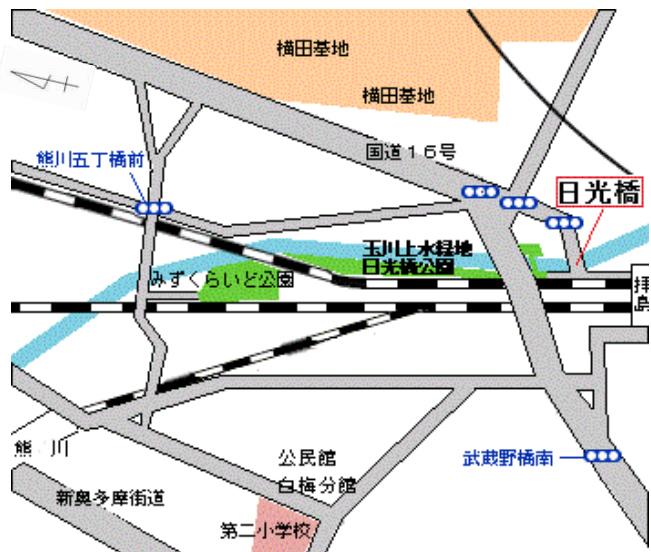 横田基地
横田基地
国道16号
熊川五丁橋前
日光橋
玉川上水緑地
日光橋公園
みずくらいど公園
拝島
熊川
公民館
白梅分館
武蔵野橋南
新奥多摩街道
第二小学校